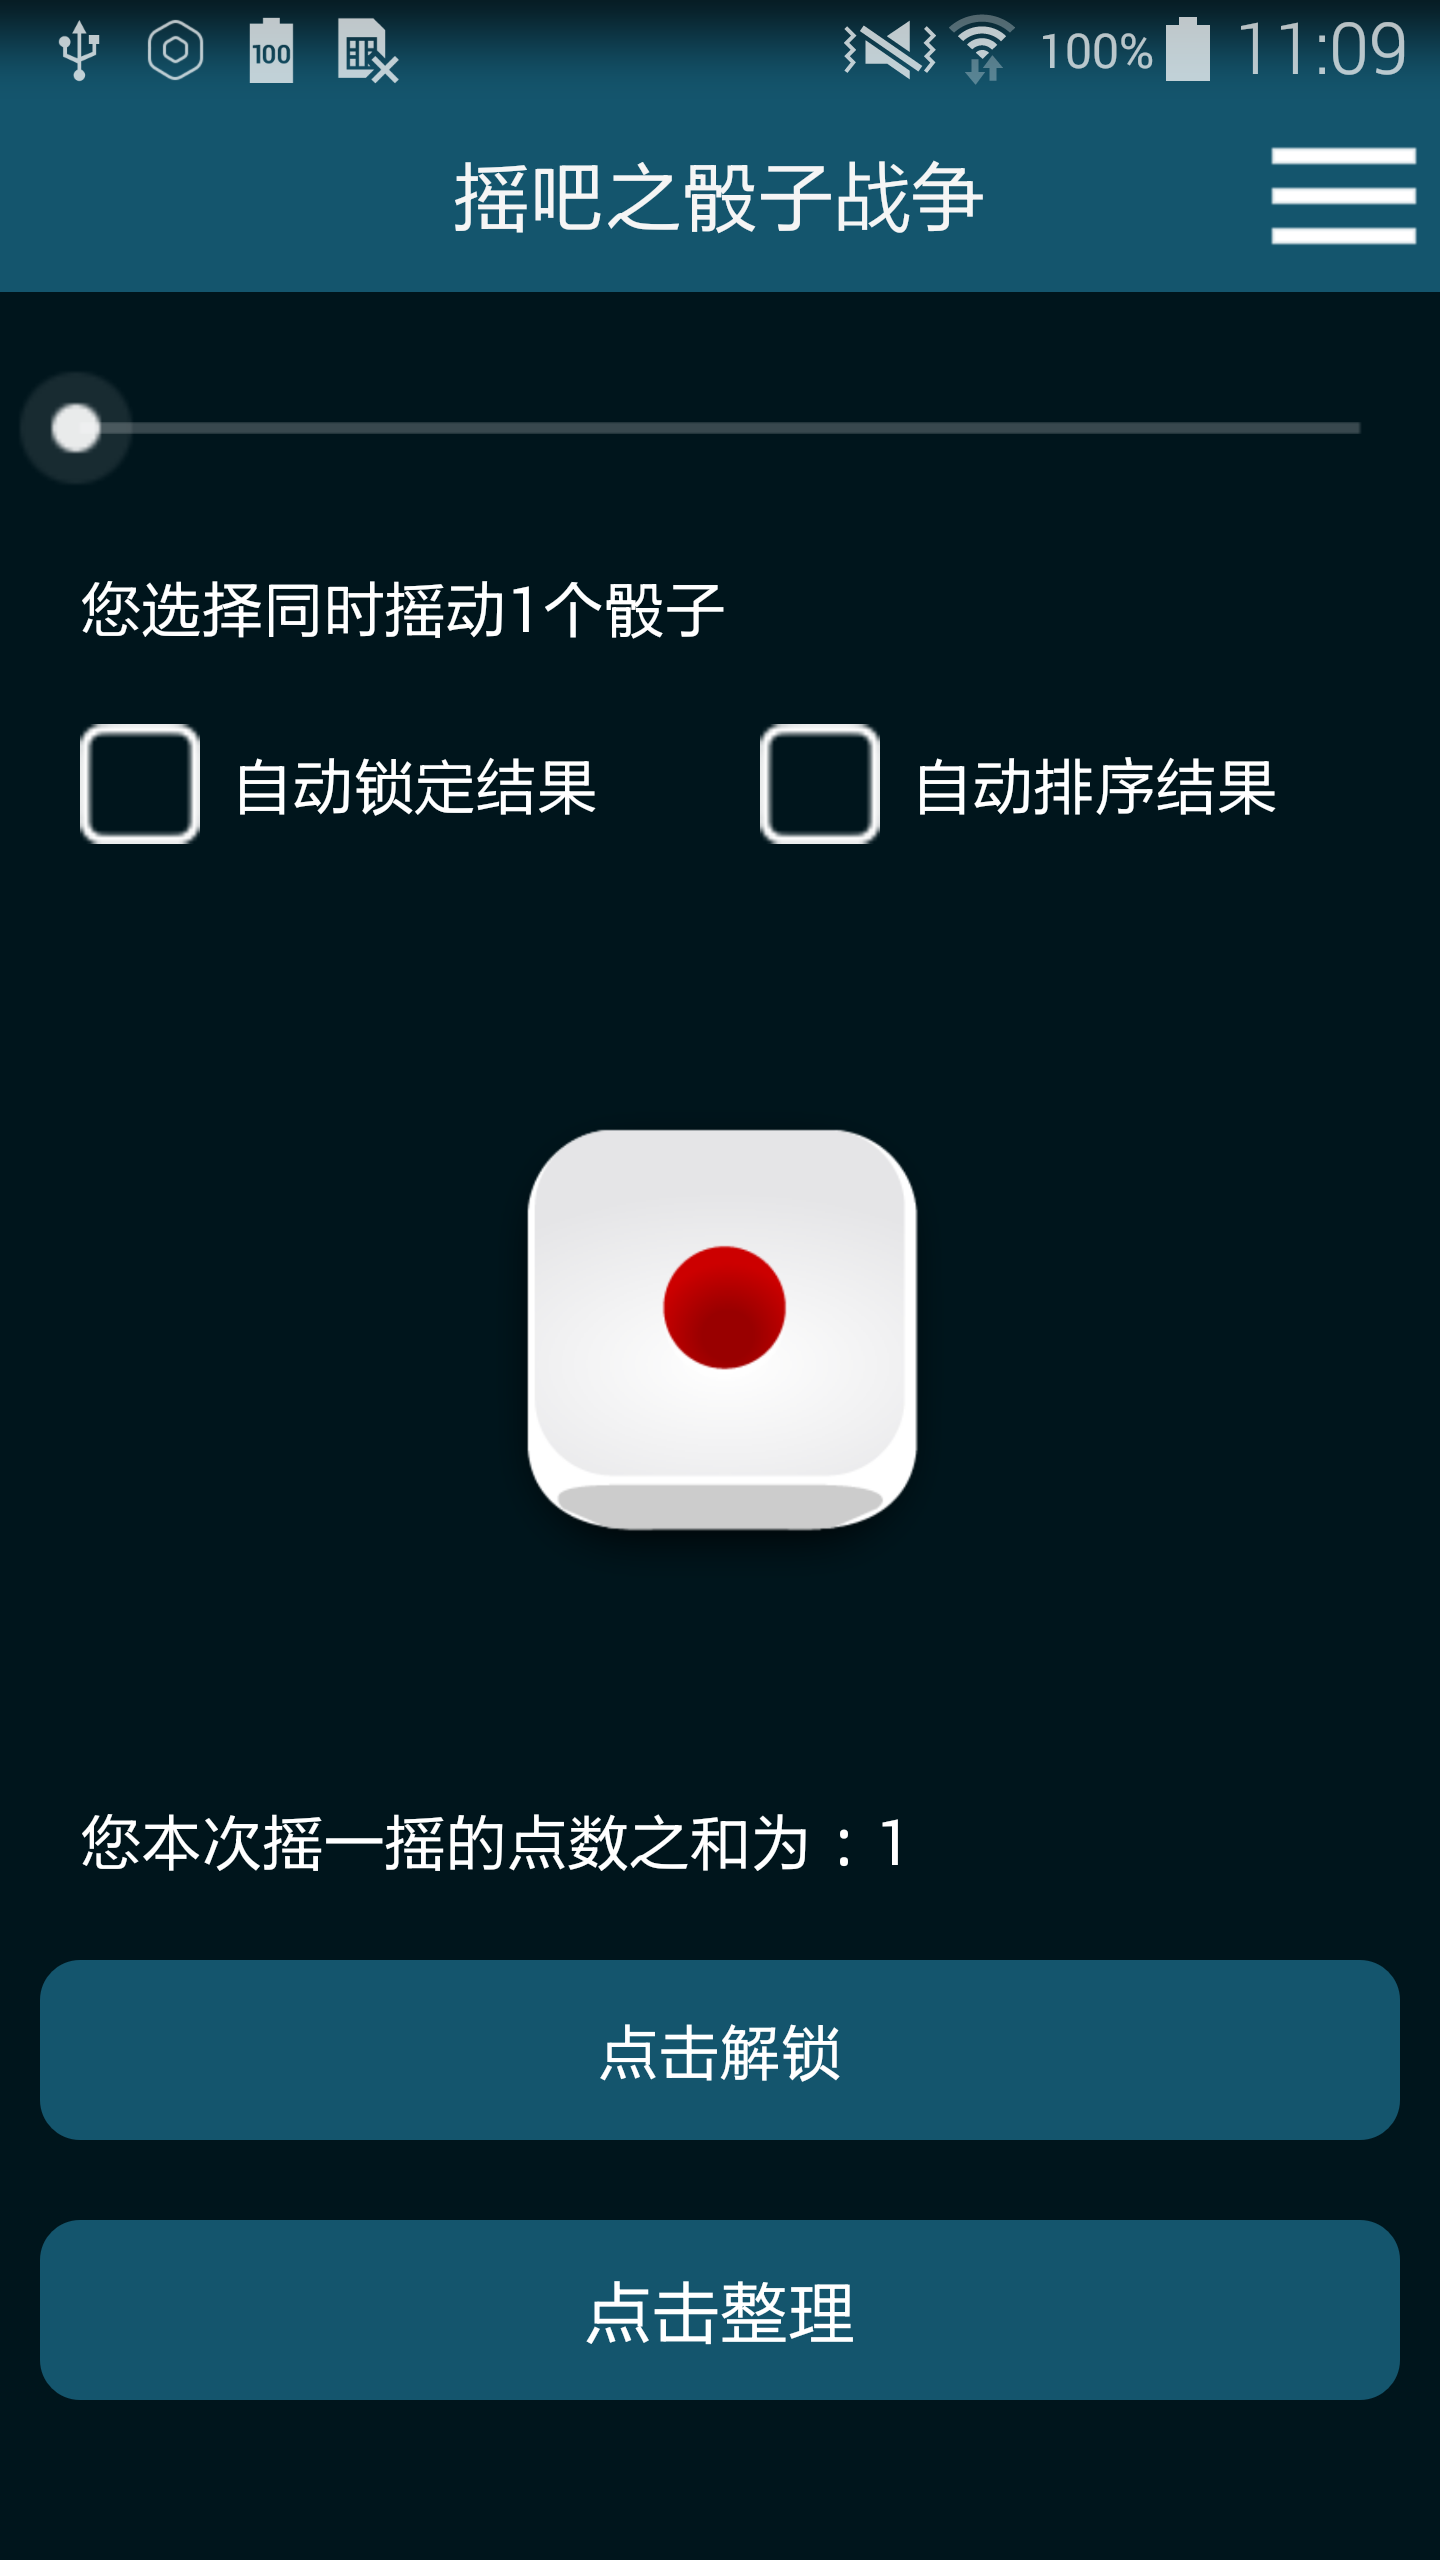 100 100% 11:09
摇吧之骰子战争
您选择同时摇动1个骰子
自动锁定结果 自动排序结果
您本次摇一摇的点数之和为：1
点击解锁
点击整理